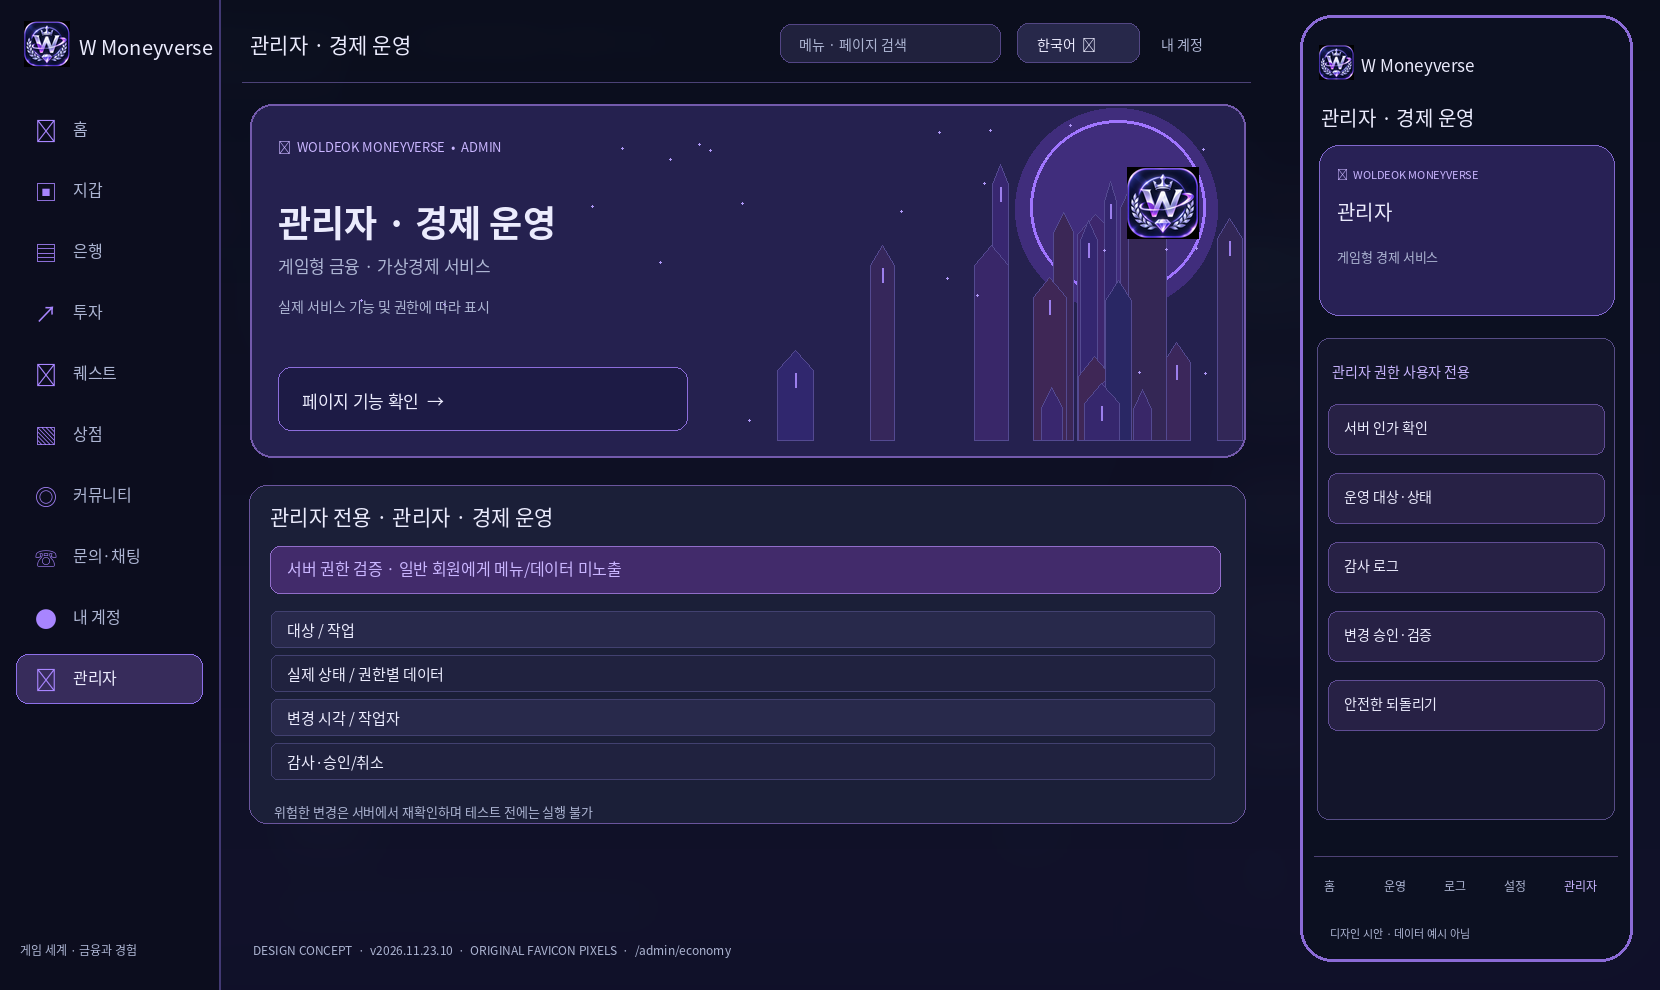 W Moneyverse
홈
지갑
은행
투자
퀘스트
상점
커뮤니티
문의·채팅
내 계정
관리자
게임 세계 · 금융과 경험
관리자 · 경제 운영
메뉴 · 페이지 검색
한국어
내 계정
WOLDEOK MONEYVERSE • ADMIN
관리자 · 경제 운영
게임형 금융 · 가상경제 서비스
실제 서비스 기능 및 권한에 따라 표시
페이지 기능 확인 →
관리자 전용 · 관리자 · 경제 운영
서버 권한 검증 · 일반 회원에게 메뉴/데이터 미노출
대상 / 작업
실제 상태 / 권한별 데이터
변경 시각 / 작업자
감사·승인/취소
위험한 변경은 서버에서 재확인하며 테스트 전에는 실행 불가
DESIGN CONCEPT · v2026.11.23.10 · ORIGINAL FAVICON PIXELS · /admin/economy
W Moneyverse
관리자 · 경제 운영
WOLDEOK MONEYVERSE
관리자
게임형 경제 서비스
관리자 권한 사용자 전용
서버 인가 확인
운영 대상·상태
감사 로그
변경 승인·검증
안전한 되돌리기
홈 운영 로그 설정 관리자
디자인 시안 · 데이터 예시 아님